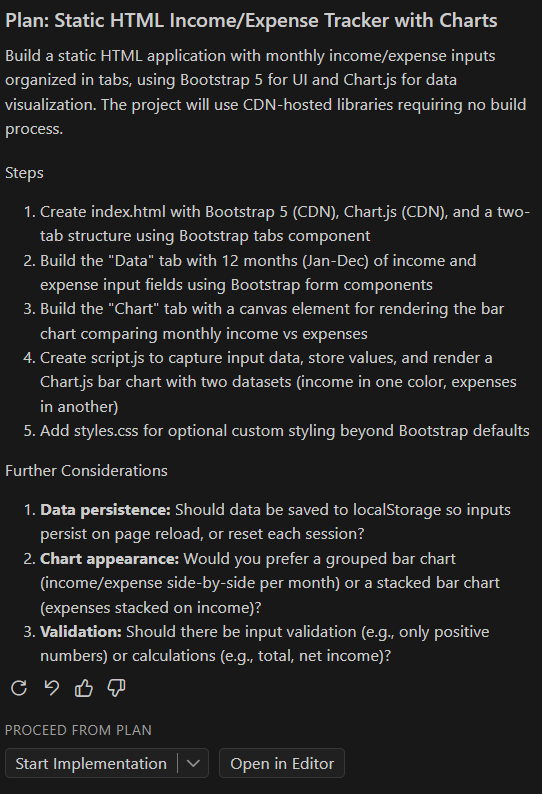 Plan: Static HTML Income/Expense Tracker with Charts
Build a static HTML application with monthly income/expense inputs
organized in tabs, using Bootstrap 5 for UI and Chart.js for data
visualization. The project will use CDN-hosted libraries requiring no build
process.
Steps
1. Create index.html with Bootstrap 5 (CDN), Chart.js (CDN), and a two-
tab structure using Bootstrap tabs component
2. Build the "Data" tab with 12 months (Jan-Dec) of income and
expense input fields using Bootstrap form components
3. Build the "Chart" tab with a canvas element for rendering the bar
chart comparing monthly income vs expenses
4. Create script.js to capture input data, store values, and render a
Chart.js bar chart with two datasets (income in one color, expenses
in another)
5. Add styles.css for optional custom styling beyond Bootstrap defaults
Further Considerations
1. Data persistence: Should data be saved to localStorage so inputs
persist on page reload, or reset each session?
2. Chart appearance: Would you prefer a grouped bar chart
(income/expense side-by-side per month) or a stacked bar chart
(expenses stacked on income)?
3. Validation: Should there be input validation (e.g., only positive
numbers) or calculations (e.g., total, net income)?
PROCEED FROM PLAN
Start Implementation
Open in Editor